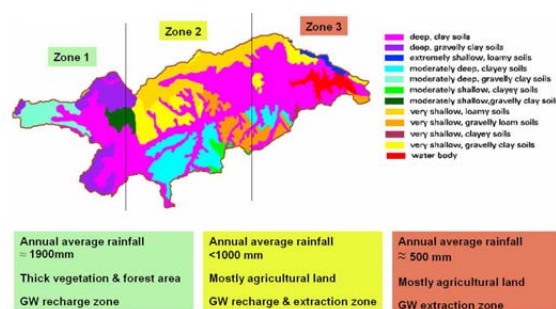 Zone 1
Zone 2
Zone 3
deep, clay soils
deep, gravelly clay soils
extremely shallow, loamy soils
moderately deep, clayey soils
moderately deep, gravelly clay soils
moderately shallow, clayey soils
moderately shallow,gravelly clay soils
very shallow, loamy soils
very shallow, gravelly loam soils
very shallow, clayey soils
very shallow, gravelly clay soils
water body
Annual average rainfall
≈ 1900mm
Thick vegetation & forest area
GW recharge zone
Annual average rainfall
<1000 mm
Mostly agricultural land
GW recharge & extraction zone
Annual average rainfall
≈ 500 mm
Mostly agricultural land
GW extraction zone